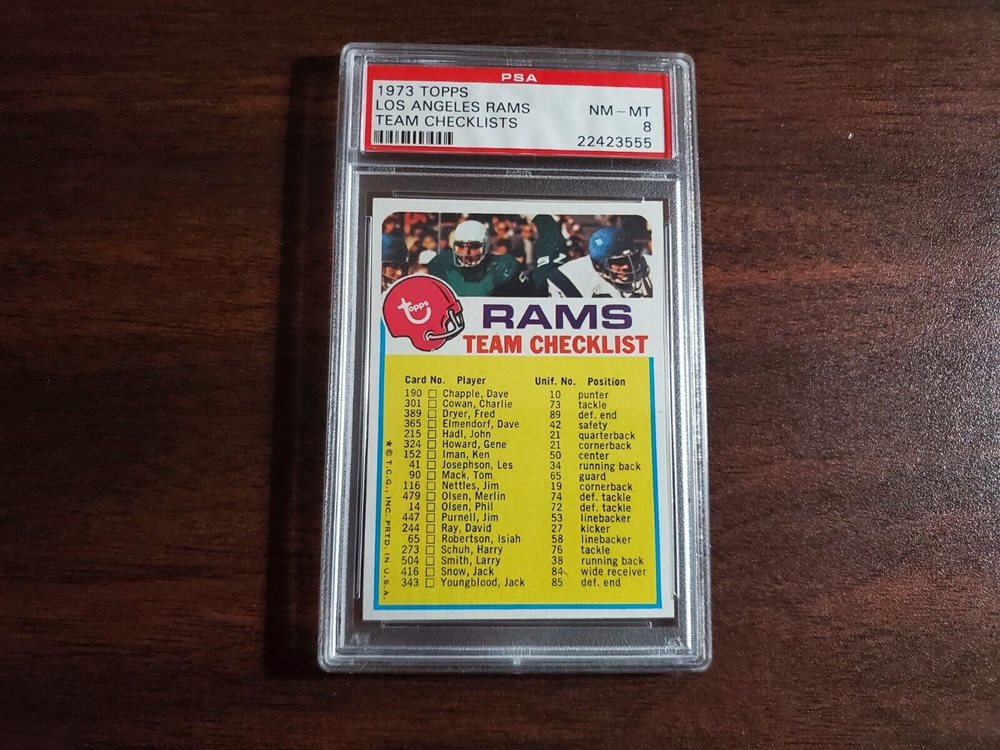 PSA
1973 TOPPS
LOS ANGELES RAMS NM-MT
TEAM CHECKLISTS 8
22423555
topps
RAMS
TEAM CHECKLIST
Card No. Player Unif. No. Position
190 □ Chapple, Dave 10 punter
301 □ Cowan, Charlie 73 tackle
389 □ Dryer, Fred 89 def. end
365 □ Elmendorf, Dave 42 safety
215 □ Hadl, John 21 quarterback
324 □ Howard, Gene 21 cornerback
152 □ Iman, Ken 50 center
41 □ Josephson, Les 34 running back
90 □ Mack, Tom 65 guard
116 □ Nettles, Jim 19 cornerback
479 □ Olsen, Merlin 74 def. tackle
14 □ Olsen, Phil 72 def. tackle
447 □ Purnell, Jim 53 linebacker
244 □ Ray, David 27 kicker
65 □ Robertson, Isiah 58 linebacker
273 □ Schuh, Harry 76 tackle
504 □ Smith, Larry 38 running back
416 □ Snow, Jack 84 wide receiver
343 □ Youngblood, Jack 85 def. end
★ © T.C.G., INC. PRTD. IN U.S.A.